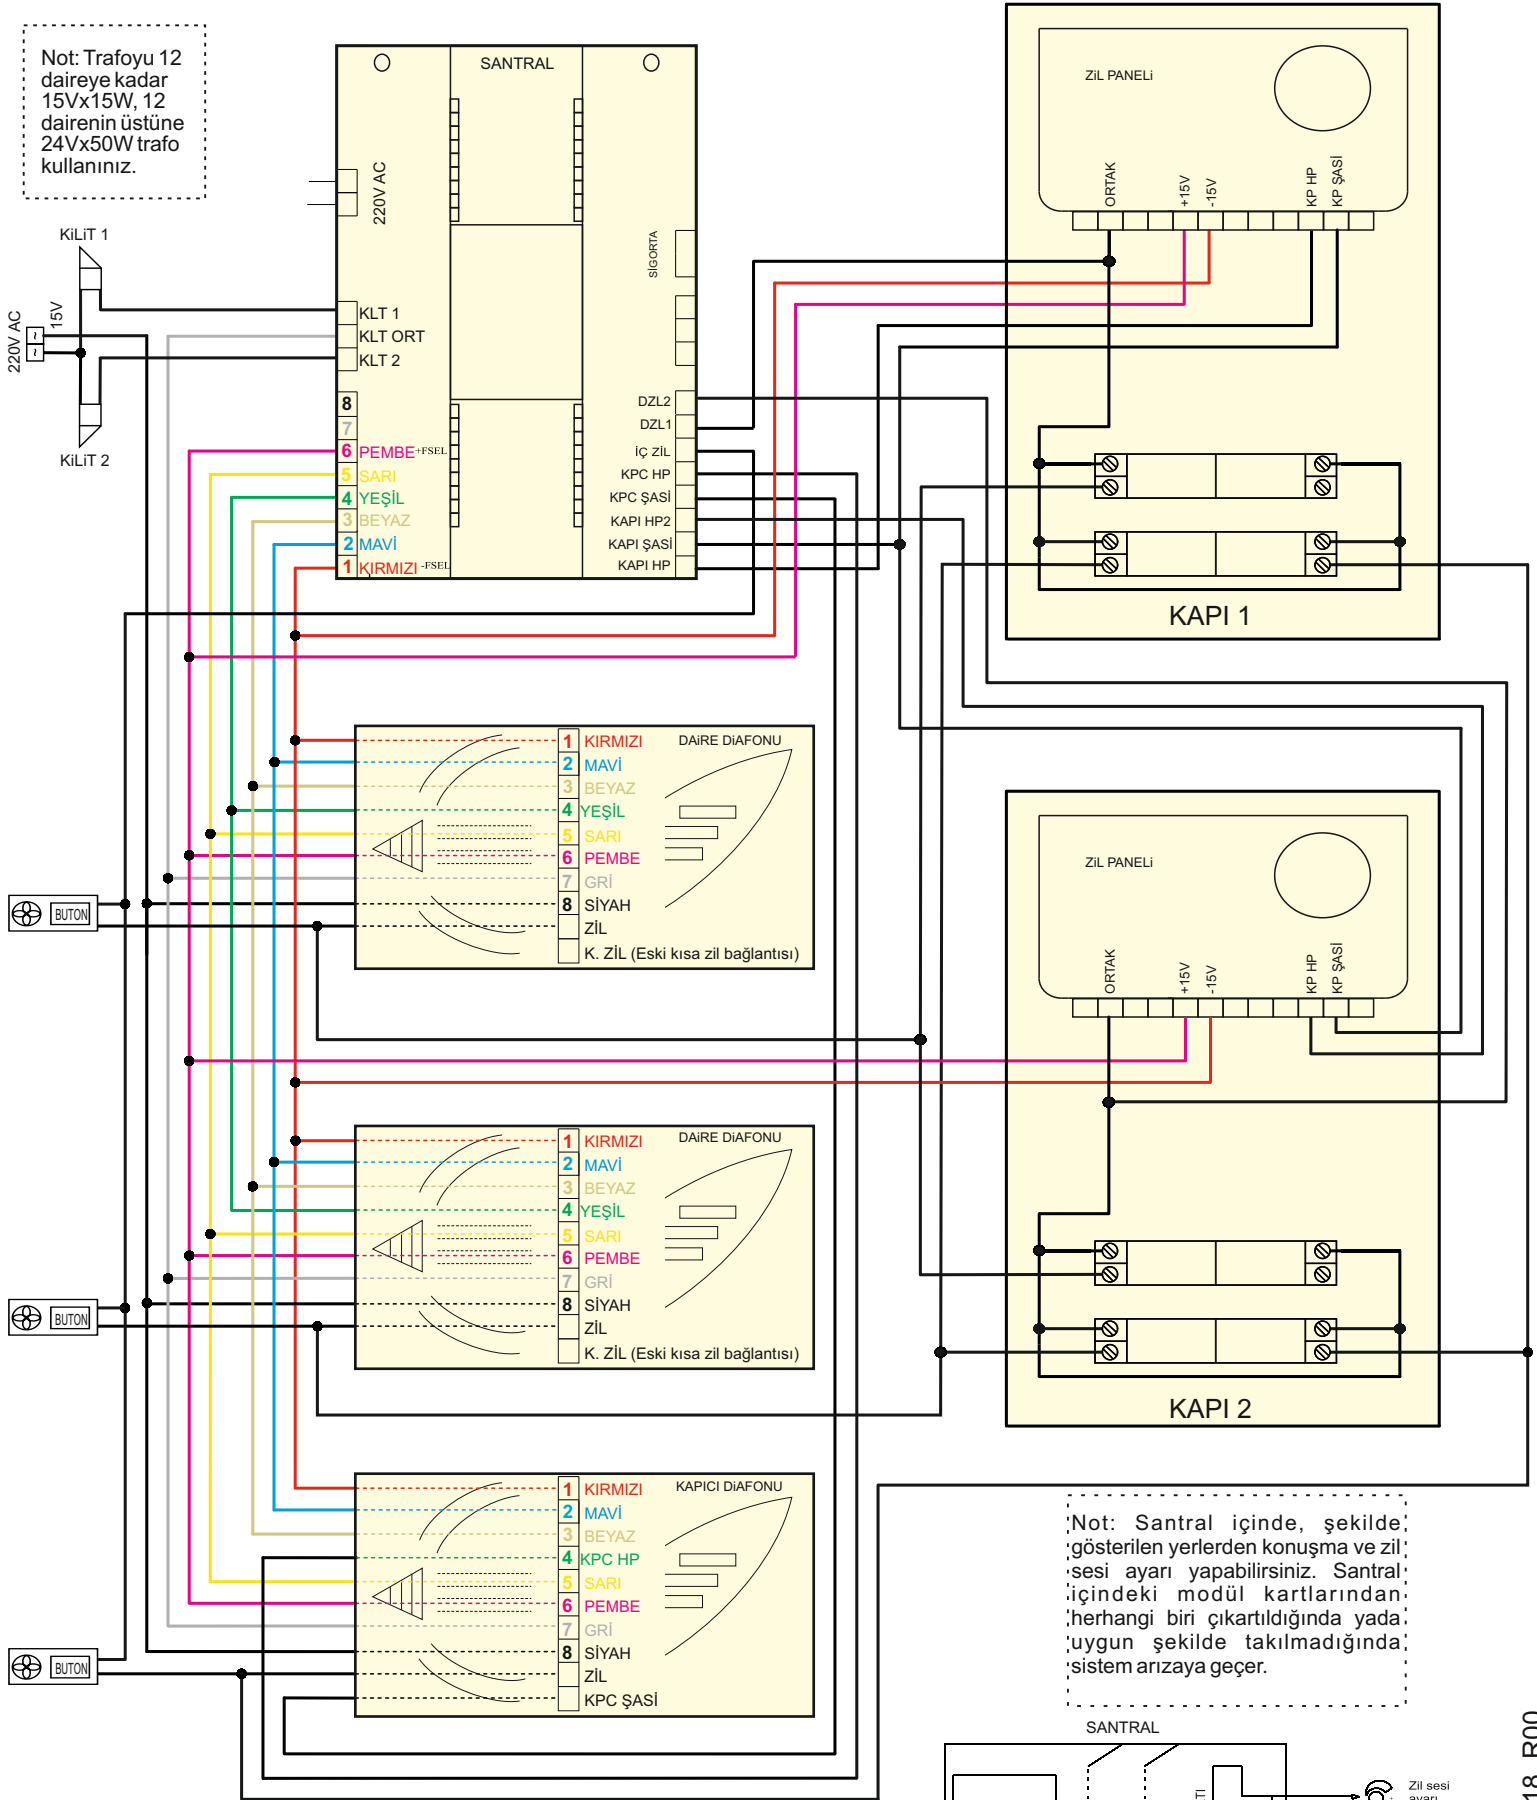 Not: Trafoyu 12
daireye kadar
15Vx15W, 12
dairenin üstüne
24Vx50W trafo
kullanınız.
SANTRAL
220V AC
SİGORTA
KiLiT 1
15V
220V AC
~
~
KiLiT 2
KLT 1
KLT ORT
KLT 2
8
7
6 PEMBE +FSEL
5 SARI
4 YEŞİL
3 BEYAZ
2 MAVİ
1 KIRMIZI -FSEL
DZL2
DZL1
İÇ ZİL
KPC HP
KPC ŞASİ
KAPI HP2
KAPI ŞASİ
KAPI HP
ZiL PANELi
ORTAK
+15V
-15V
KP HP
KP ŞASİ
KAPI 1
DAiRE DiAFONU
1 KIRMIZI
2 MAVİ
3 BEYAZ
4 YEŞİL
5 SARI
6 PEMBE
7 GRİ
8 SİYAH
ZİL
K. ZİL (Eski kısa zil bağlantısı)
BUTON
ZiL PANELi
ORTAK
+15V
-15V
KP HP
KP ŞASİ
KAPI 2
DAiRE DiAFONU
1 KIRMIZI
2 MAVİ
3 BEYAZ
4 YEŞİL
5 SARI
6 PEMBE
7 GRİ
8 SİYAH
ZİL
K. ZİL (Eski kısa zil bağlantısı)
BUTON
KAPICI DiAFONU
1 KIRMIZI
2 MAVİ
3 BEYAZ
4 KPC HP
5 SARI
6 PEMBE
7 GRİ
8 SİYAH
ZİL
KPC ŞASİ
BUTON
Not: Santral içinde, şekilde
gösterilen yerlerden konuşma ve zil
sesi ayarı yapabilirsiniz. Santral
içindeki modül kartlarından
herhangi biri çıkartıldığında yada
uygun şekilde takılmadığında
sistem arızaya geçer.
SANTRAL
Zil sesi
ayarı
18 R00